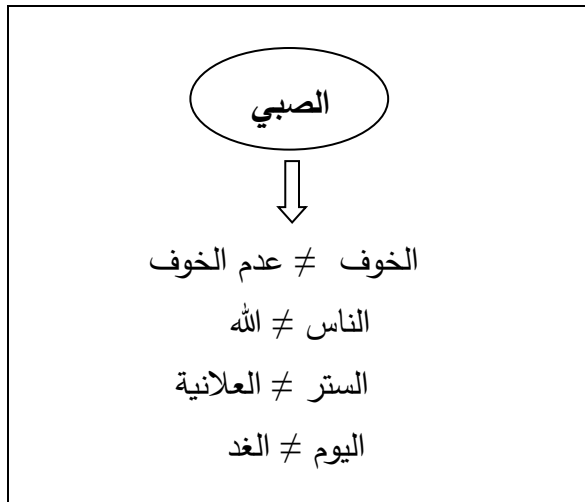 الصبي
الخوف ≠ عدم الخوف
الناس ≠ الله
الستر ≠ العلانية
اليوم ≠ الغد